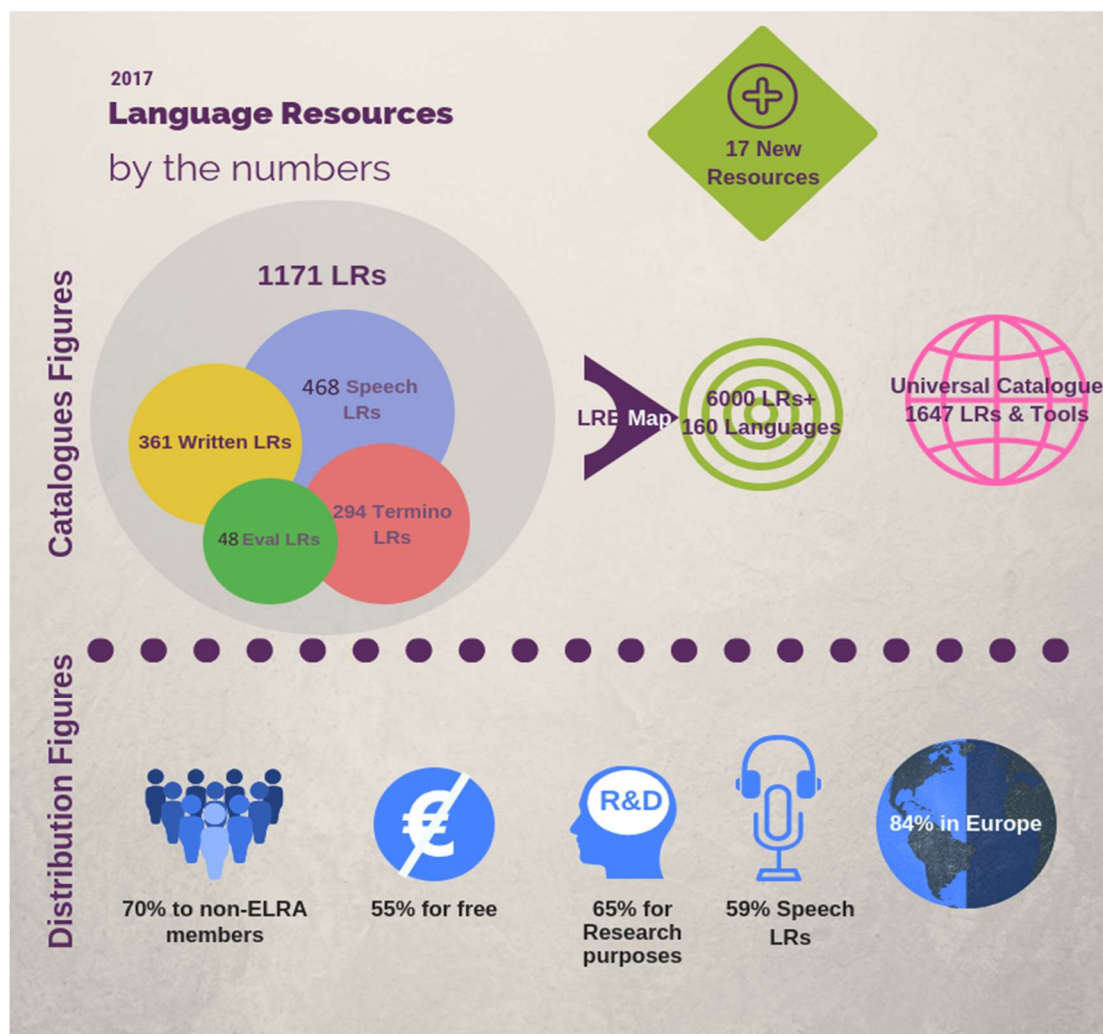 2017
Language Resources
by the numbers
17 New
Resources
Catalogues Figures
1171 LRs
468 Speech
LRs
361 Written LRs
294 Termino
LRs
48 Eval LRs
LRE Map
6000 LRs+
160 Languages
Universal Catalogue
1647 LRs & Tools
Distribution Figures
70% to non-ELRA
members
€
55% for free
R&D
65% for
Research
purposes
59% Speech
LRs
84% in Europe